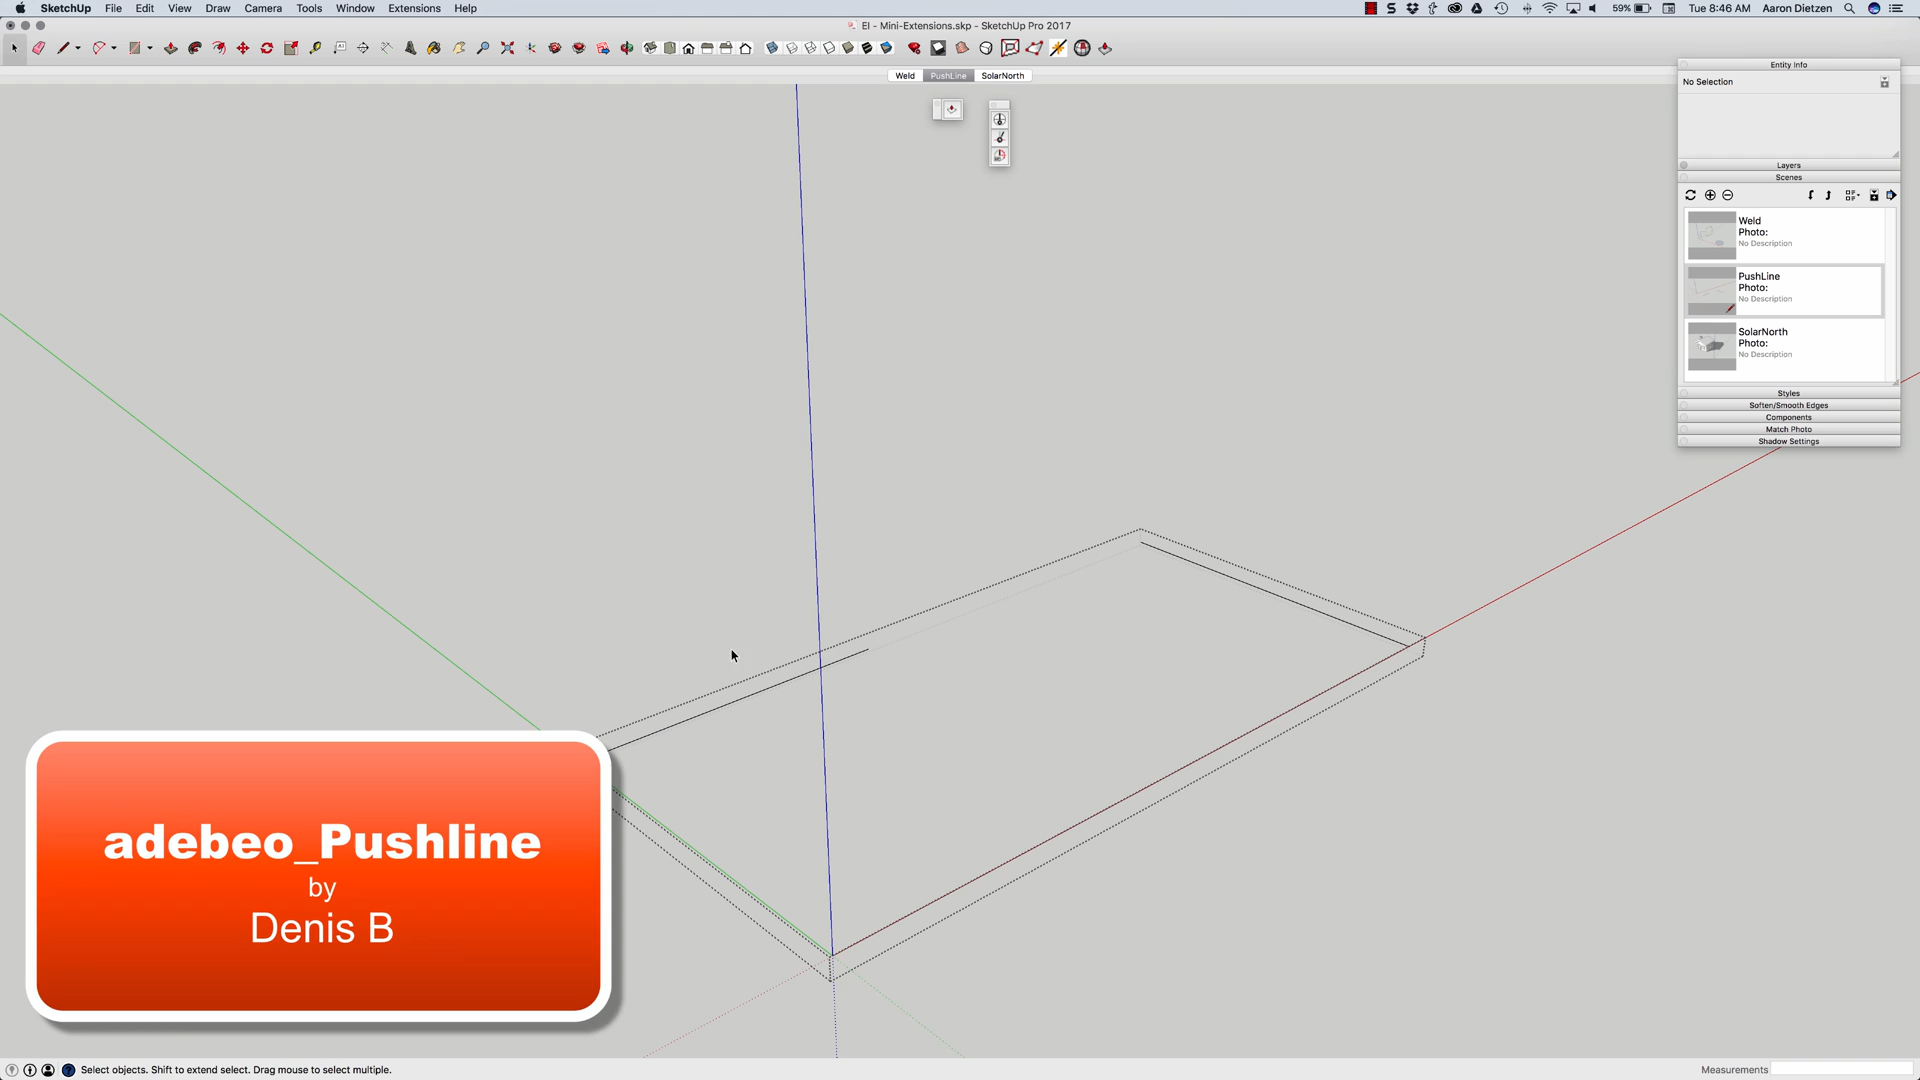 SketchUp File Edit View Draw Camera Tools Window Extensions Help
59% Tue 8:46 AM Aaron Dietzen
EI - Mini-Extensions.skp - SketchUp Pro 2017
Weld PushLine SolarNorth
Entity Info
No Selection
Layers
Scenes
Weld
Photo:
No Description
PushLine
Photo:
No Description
SolarNorth
Photo:
No Description
Styles
Soften/Smooth Edges
Components
Match Photo
Shadow Settings
adebeo_Pushline
by
Denis B
Select objects. Shift to extend select. Drag mouse to select multiple.
Measurements